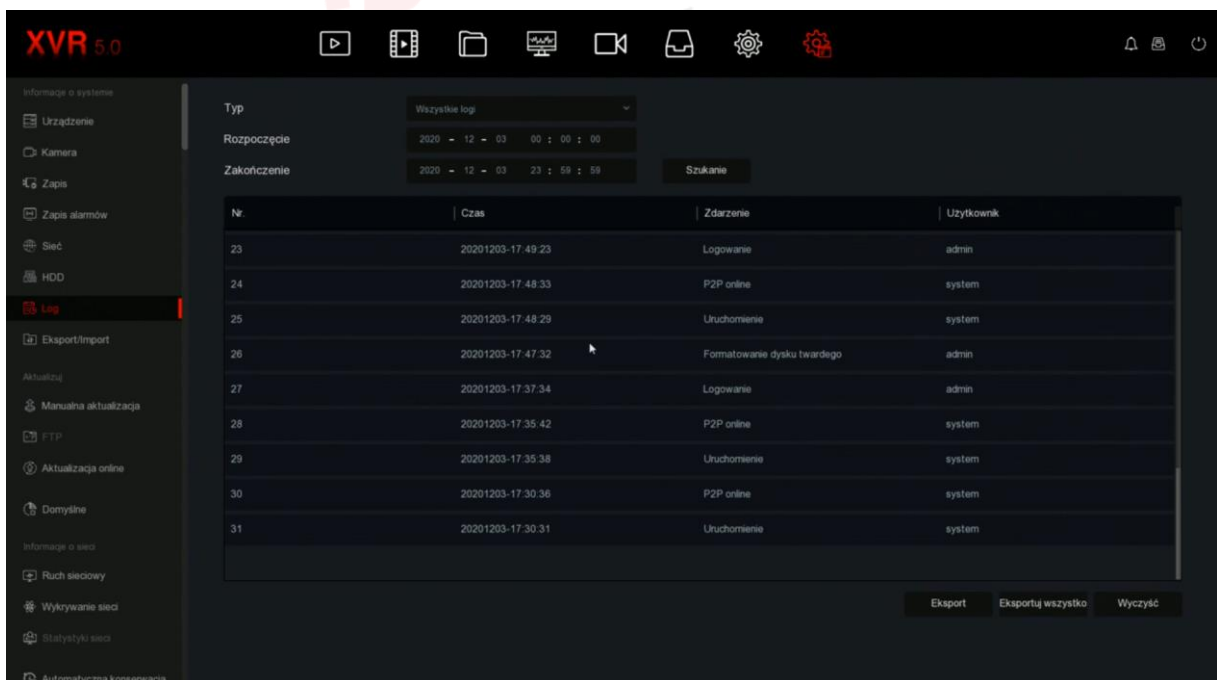 XVR 5.0
Informacje o systemie
Urządzenie
Kamera
Zapis
Zapis alarmów
Sieć
HDD
Log
Eksport/Import
Aktualizuj
Manualna aktualizacja
FTP
Aktualizacja online
Domyślne
Informacje o sieci
Ruch sieciowy
Wykrywanie sieci
Statystyki sieci
Automatyczna konserwacja
Typ Wszystkie logi
Rozpoczęcie 2020 - 12 - 03 00 : 00 : 00
Zakończenie 2020 - 12 - 03 23 : 59 : 59 Szukanie
Nr. Czas Zdarzenie Użytkownik
23 20201203-17:49:23 Logowanie admin
24 20201203-17:48:33 P2P online system
25 20201203-17:48:29 Uruchomienie system
26 20201203-17:47:32 Formatowanie dysku twardego admin
27 20201203-17:37:34 Logowanie admin
28 20201203-17:35:42 P2P online system
29 20201203-17:35:38 Uruchomienie system
30 20201203-17:30:36 P2P online system
31 20201203-17:30:31 Uruchomienie system
Eksport Eksportuj wszystko Wyczyść